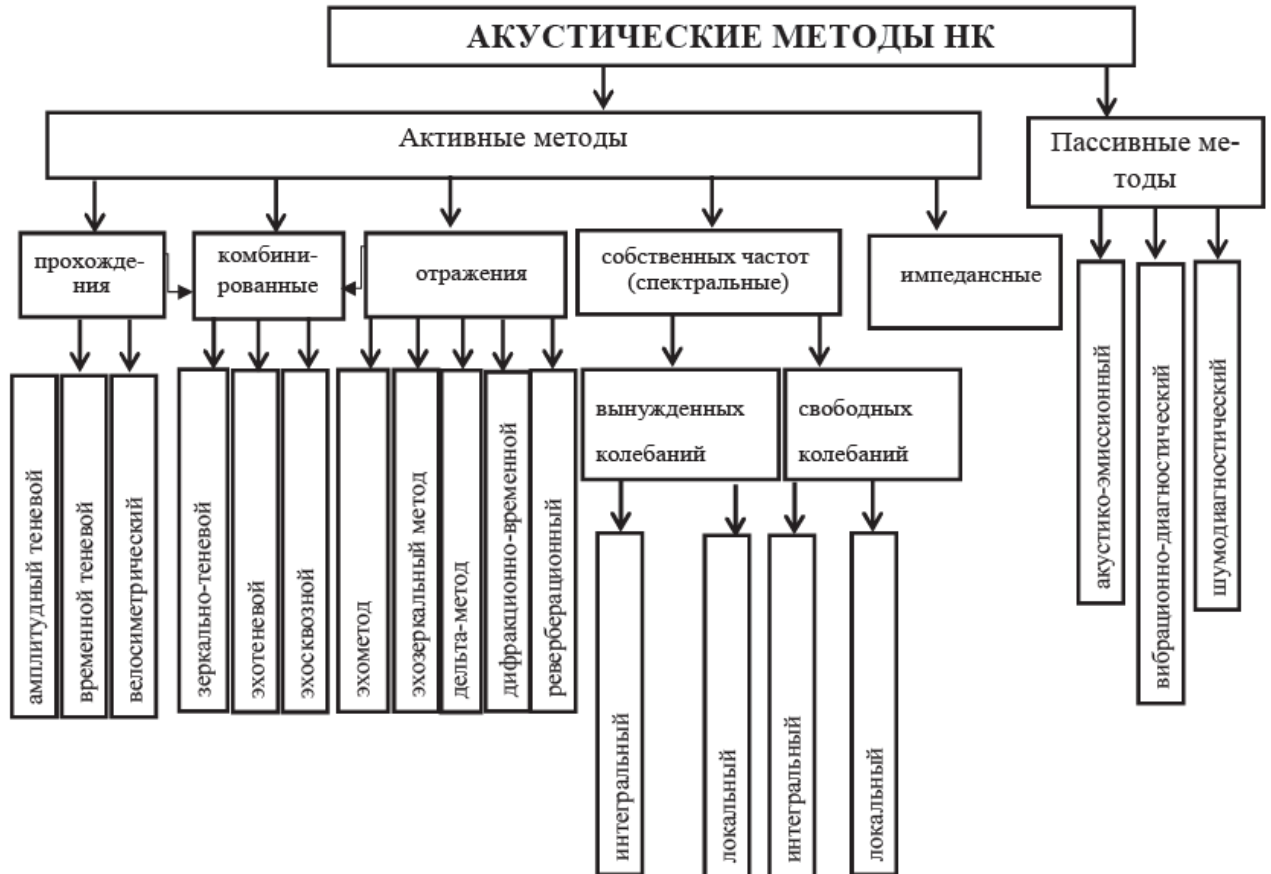 АКУСТИЧЕСКИЕ МЕТОДЫ НК
Активные методы
Пассивные ме-
тоды
прохожде-
ния
комбини-
рованные
отражения
собственных частот
(спектральные)
импедансные
амплитудный теневой
временной теневой
велосиметрический
зеркально-теневой
эхотеневой
эхосквозной
эхометод
эхозеркальный метод
дельта-метод
дифракционно-временной
реверберационный
вынужденных
колебаний
свободных
колебаний
интегральный
локальный
интегральный
локальный
акустико-эмиссионный
вибрационно-диагностический
шумодиагностический